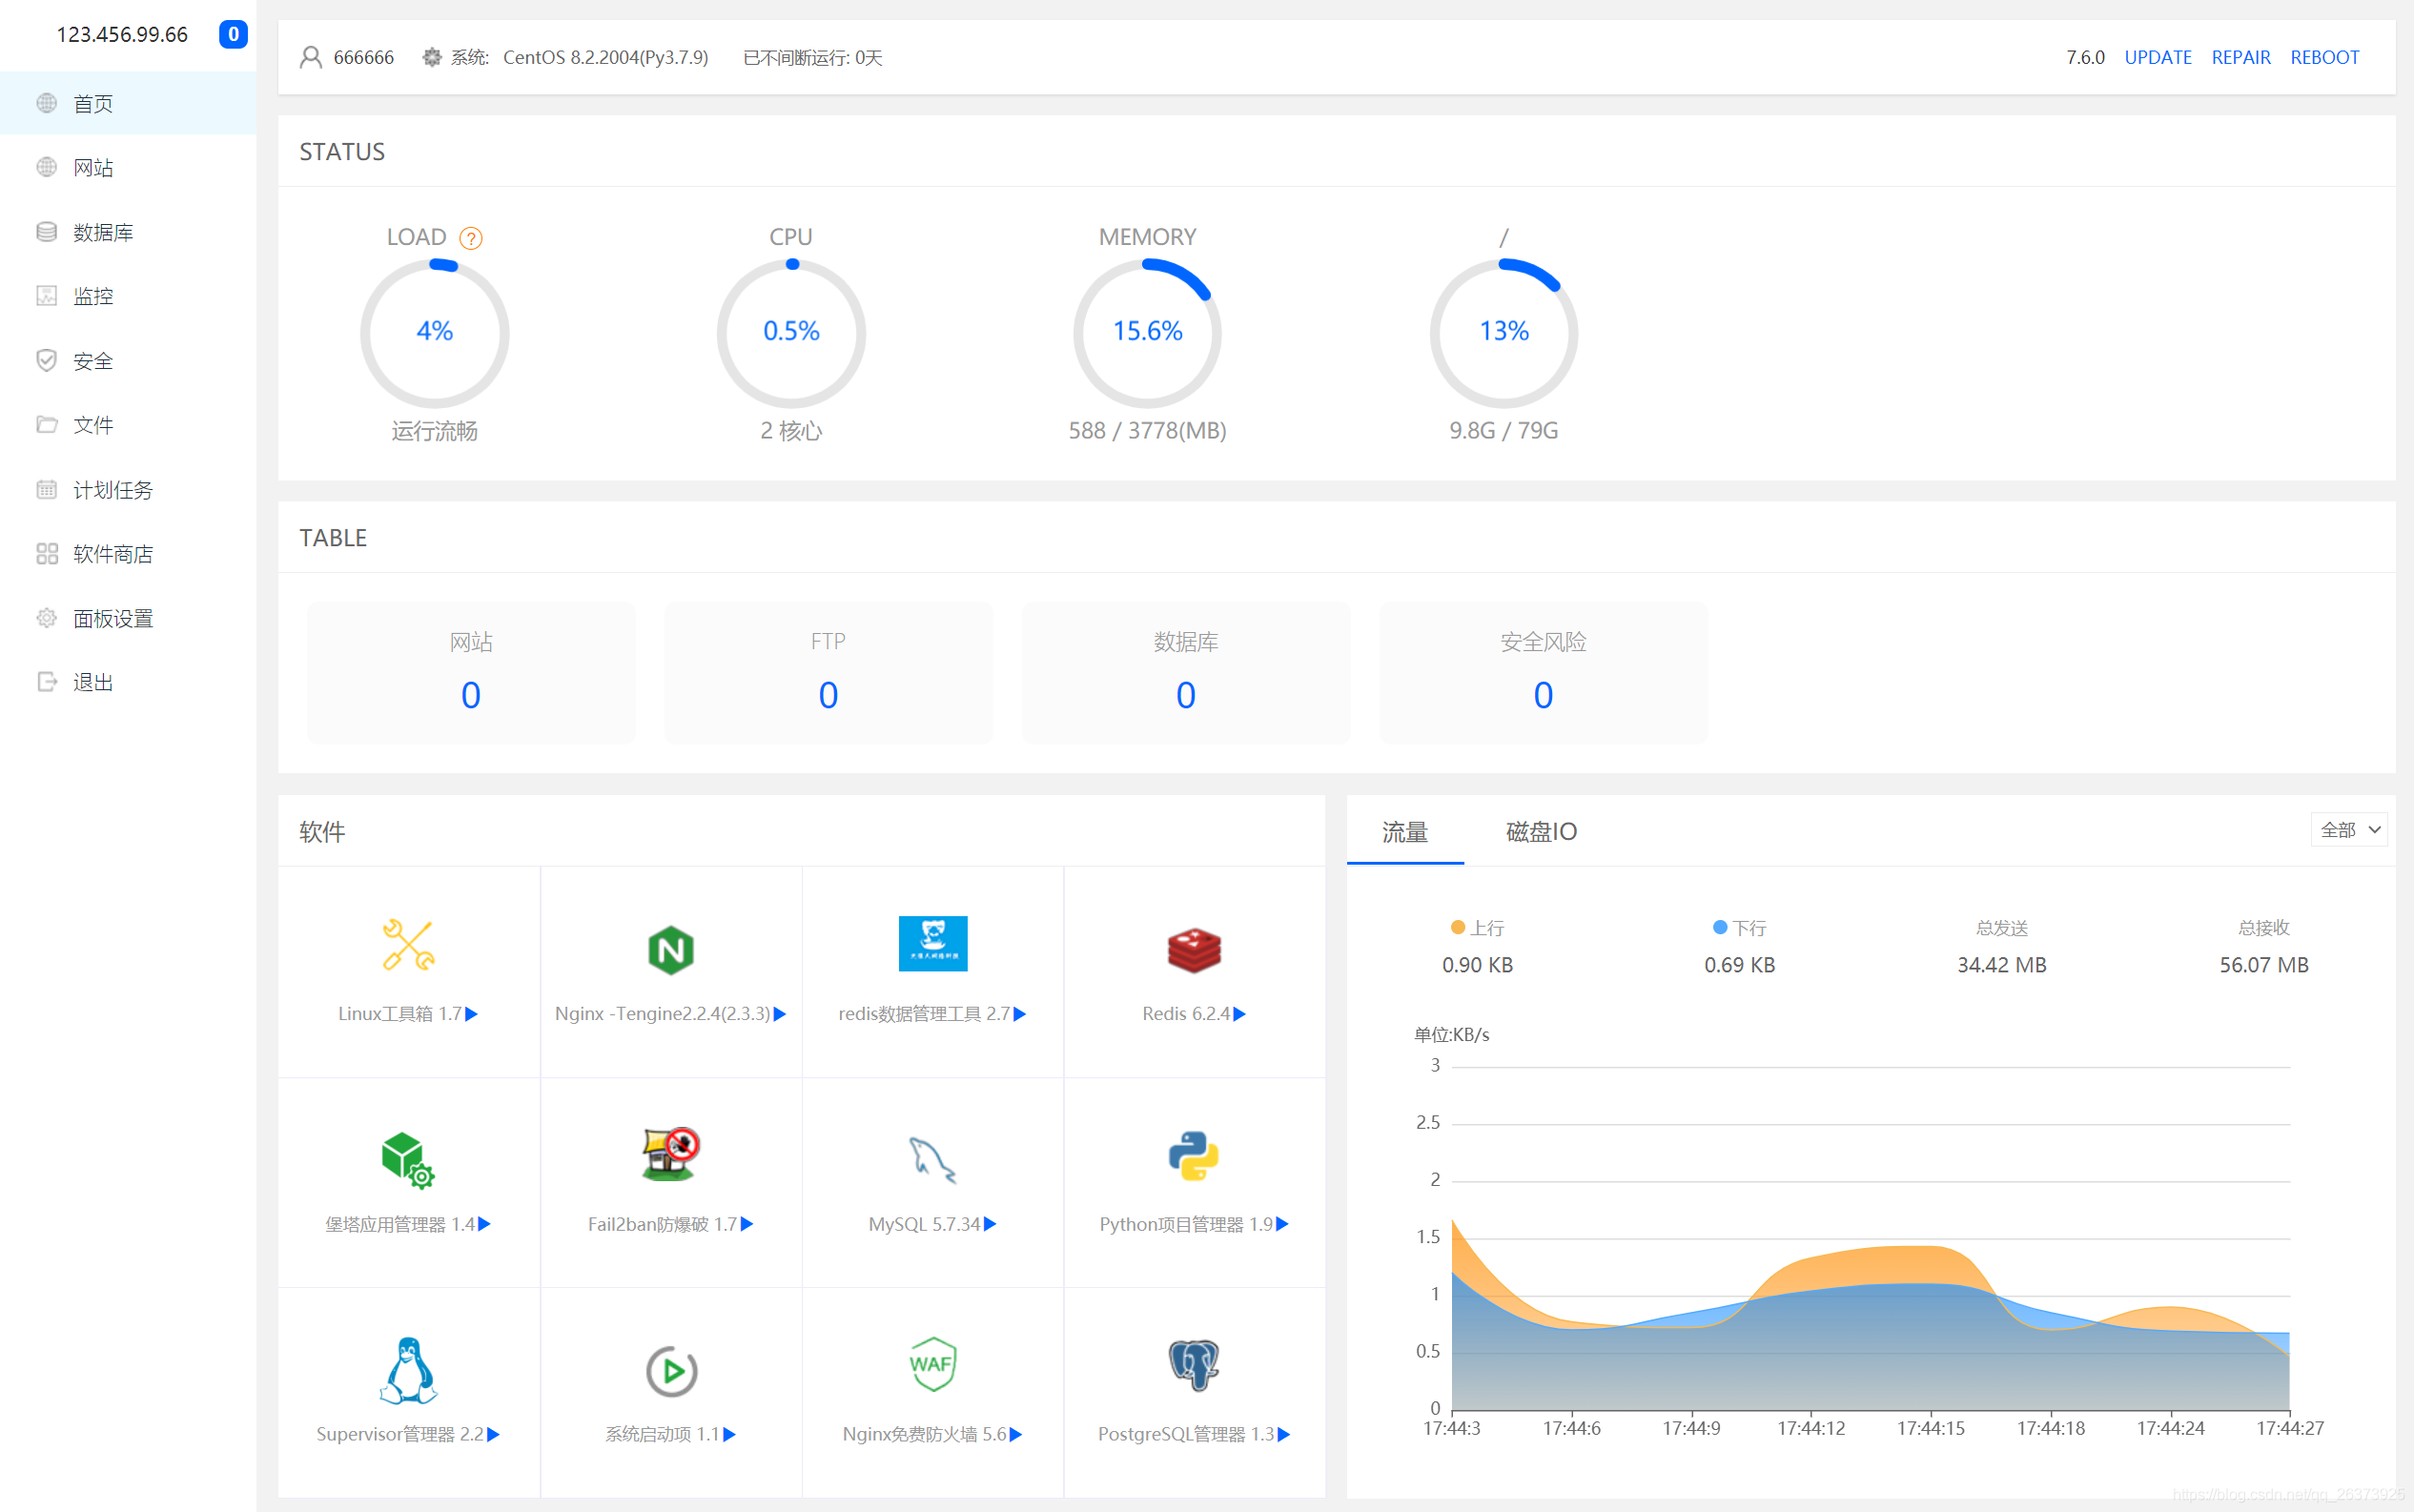 123.456.99.66 0
首页
网站
数据库
监控
安全
文件
计划任务
软件商店
面板设置
退出
666666 系统: CentOS 8.2.2004(Py3.7.9) 已不间断运行: 0天 7.6.0 UPDATE REPAIR REBOOT
STATUS
LOAD ? CPU MEMORY /
4% 0.5% 15.6% 13%
运行流畅 2 核心 588 / 3778(MB) 9.8G / 79G
TABLE
网站 FTP 数据库 安全风险
0 0 0 0
软件
Linux工具箱 1.7 Nginx -Tengine2.2.4(2.3.3) redis数据管理工具 2.7 Redis 6.2.4
堡塔应用管理器 1.4 Fail2ban防爆破 1.7 MySQL 5.7.34 Python项目管理器 1.9
WAF
Supervisor管理器 2.2 系统启动项 1.1 Nginx免费防火墙 5.6 PostgreSQL管理器 1.3
流量 磁盘IO 全部
上行 下行 总发送 总接收
0.90 KB 0.69 KB 34.42 MB 56.07 MB
单位:KB/s
3
2.5
2
1.5
1
0.5
0
17:44:3 17:44:6 17:44:9 17:44:12 17:44:15 17:44:18 17:44:24 17:44:27
https://blog.csdn.net/qq_26373925